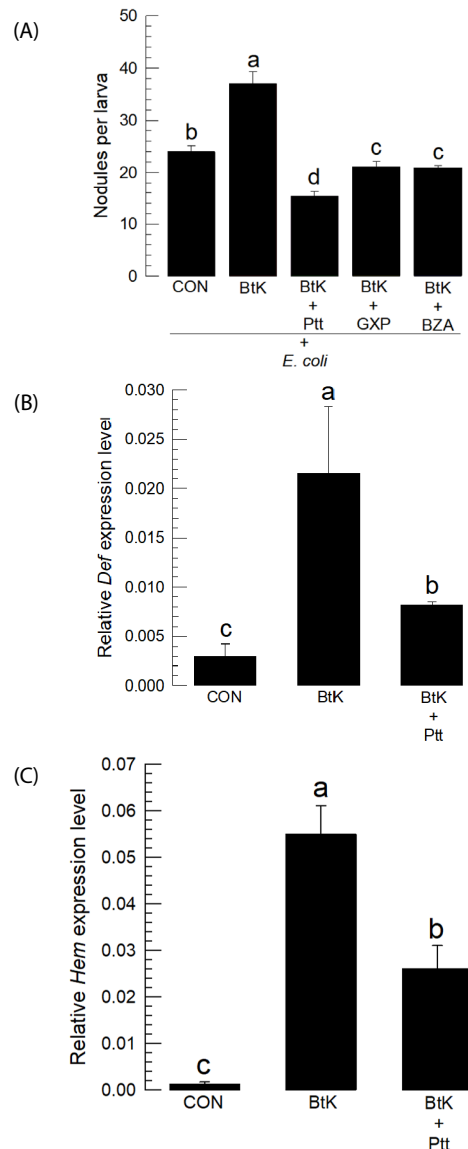 (A)
Nodules per larva
50
40
30
20
10
0
b
a
d
c
c
CON
BtK
BtK
+
Ptt
BtK
+
GXP
BtK
+
BZA
+
E. coli
(B)
Relative Def expression level
0.030
0.025
0.020
0.015
0.010
0.005
0.000
c
a
b
CON
BtK
BtK
+
Ptt
(C)
Relative Hem expression level
0.07
0.06
0.05
0.04
0.03
0.02
0.01
0.00
c
a
b
CON
BtK
BtK
+
Ptt